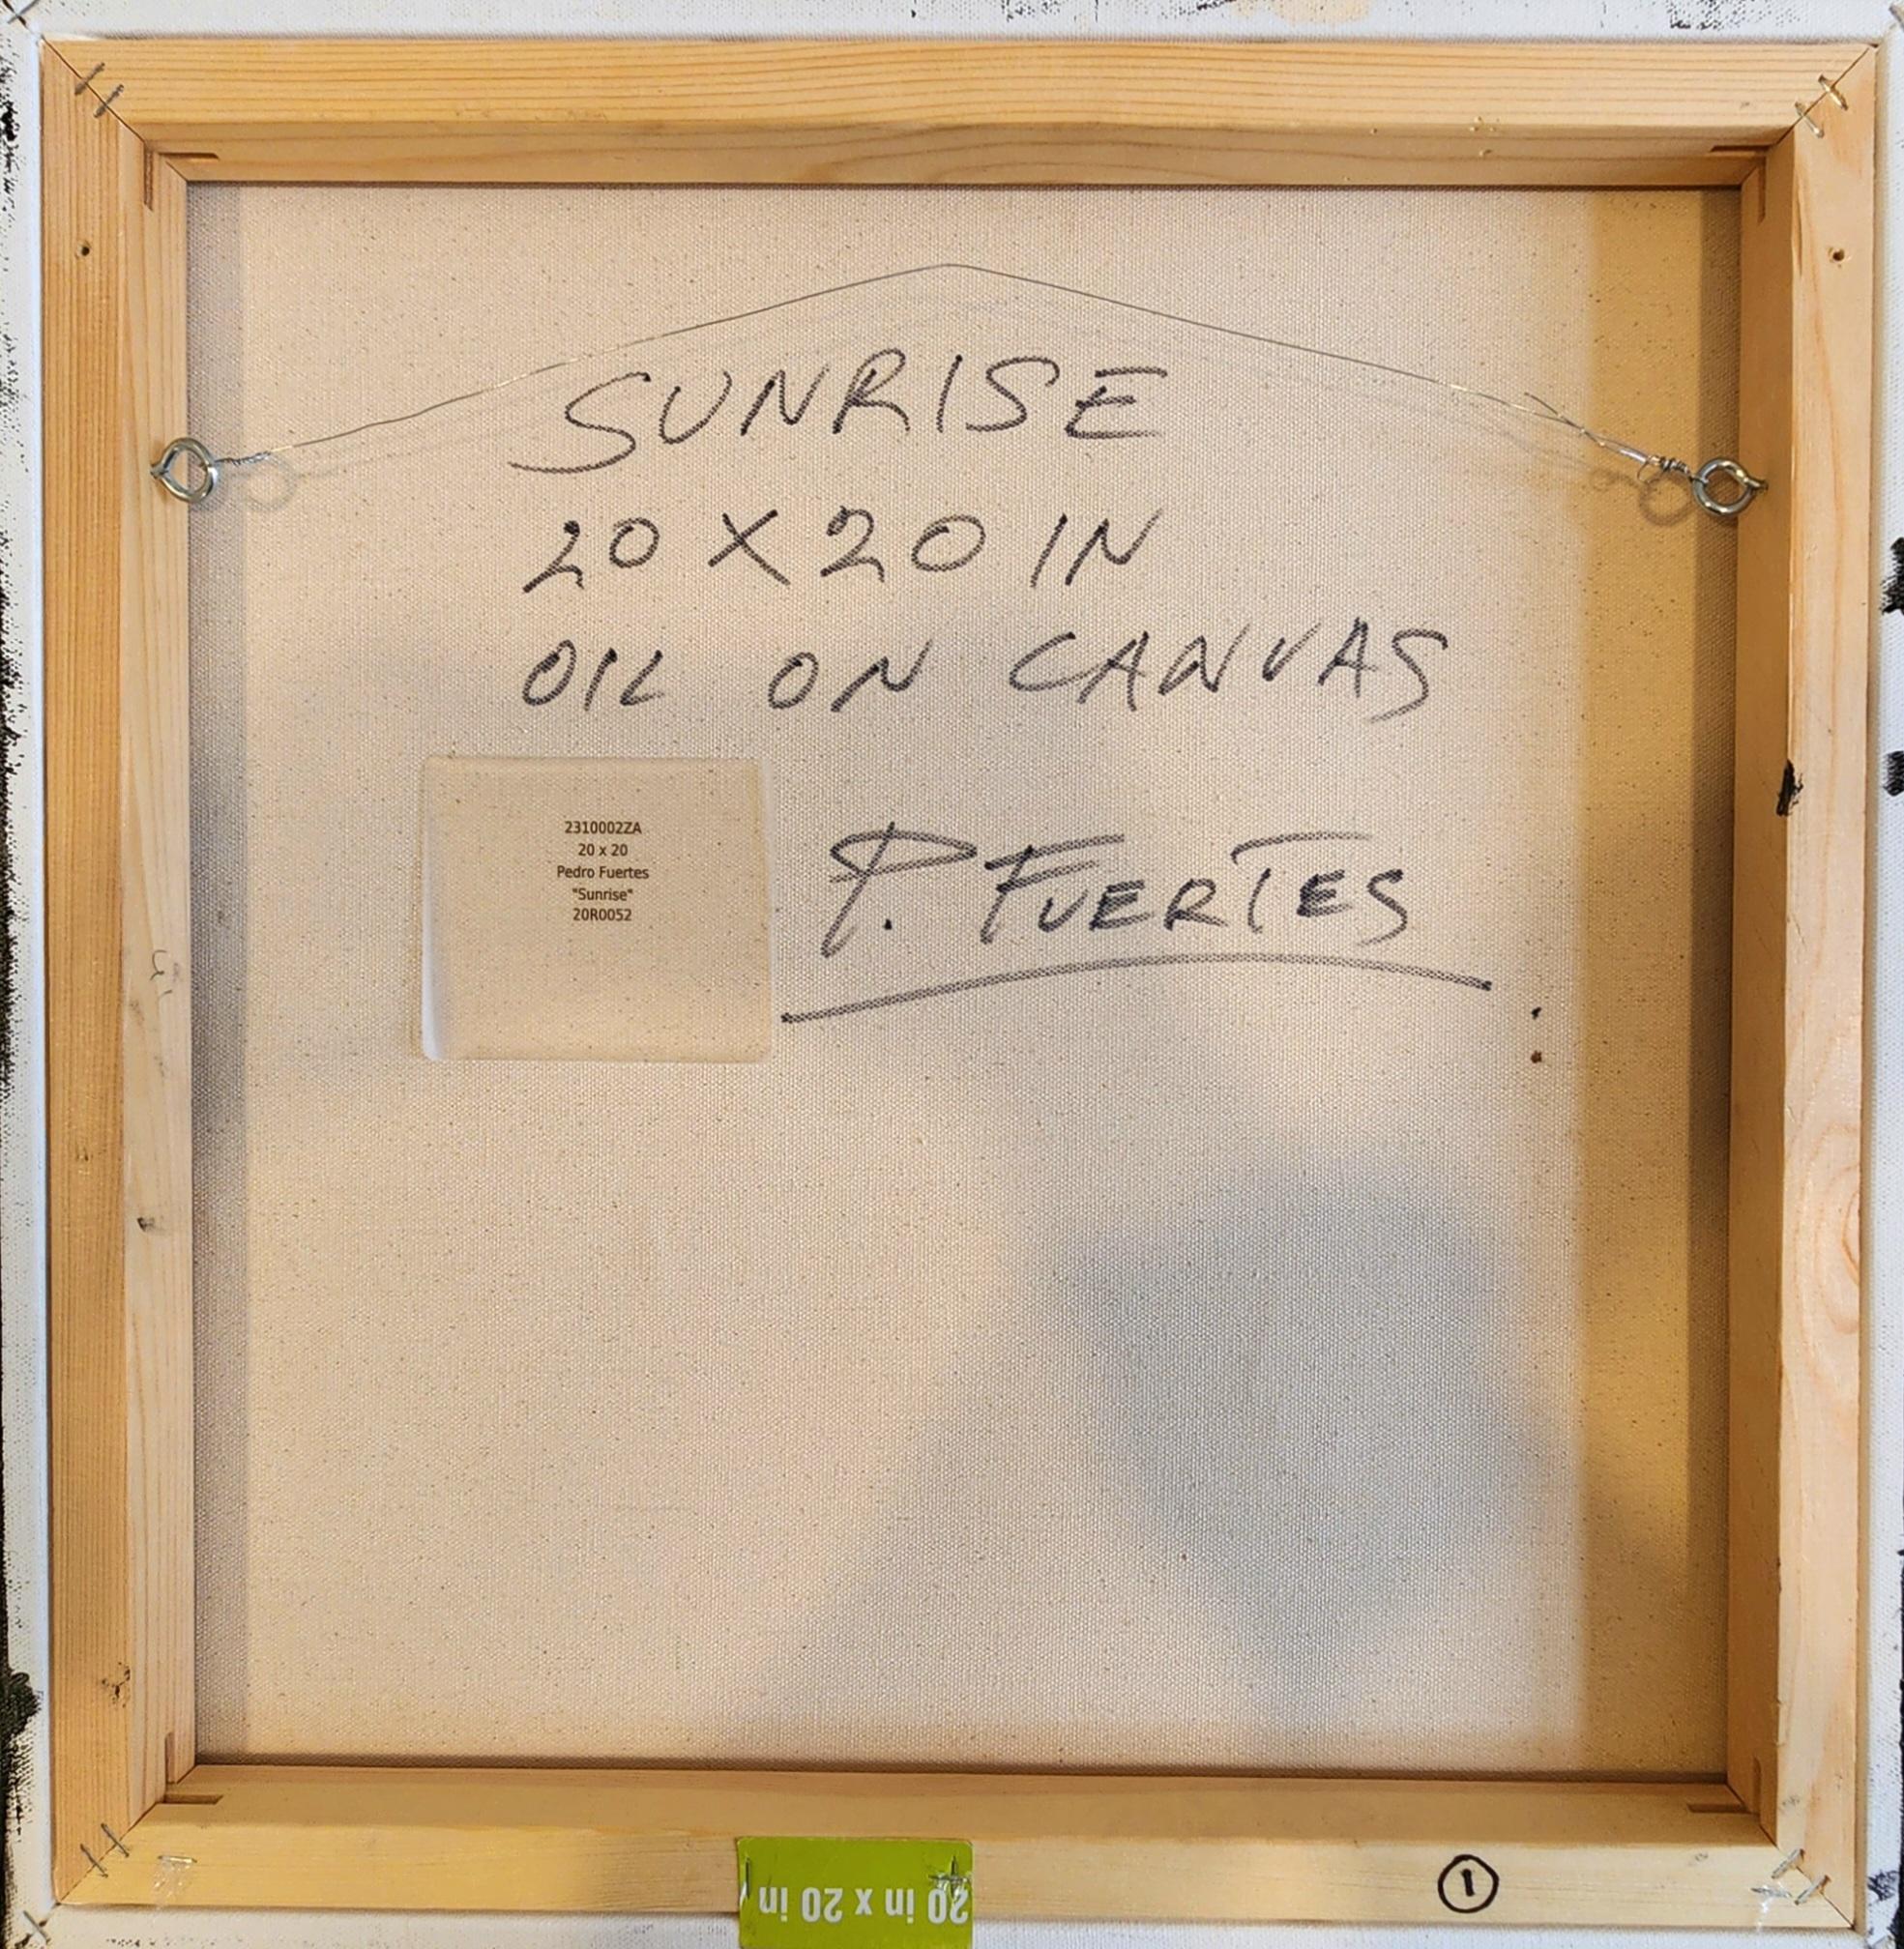 SUNRISE
20 X 20 IN
OIL ON CANVAS
2310002ZA
20 x 20
Pedro Fuertes
"Sunrise"
20R0052
P. FUERTES
20 in x 20 in
1